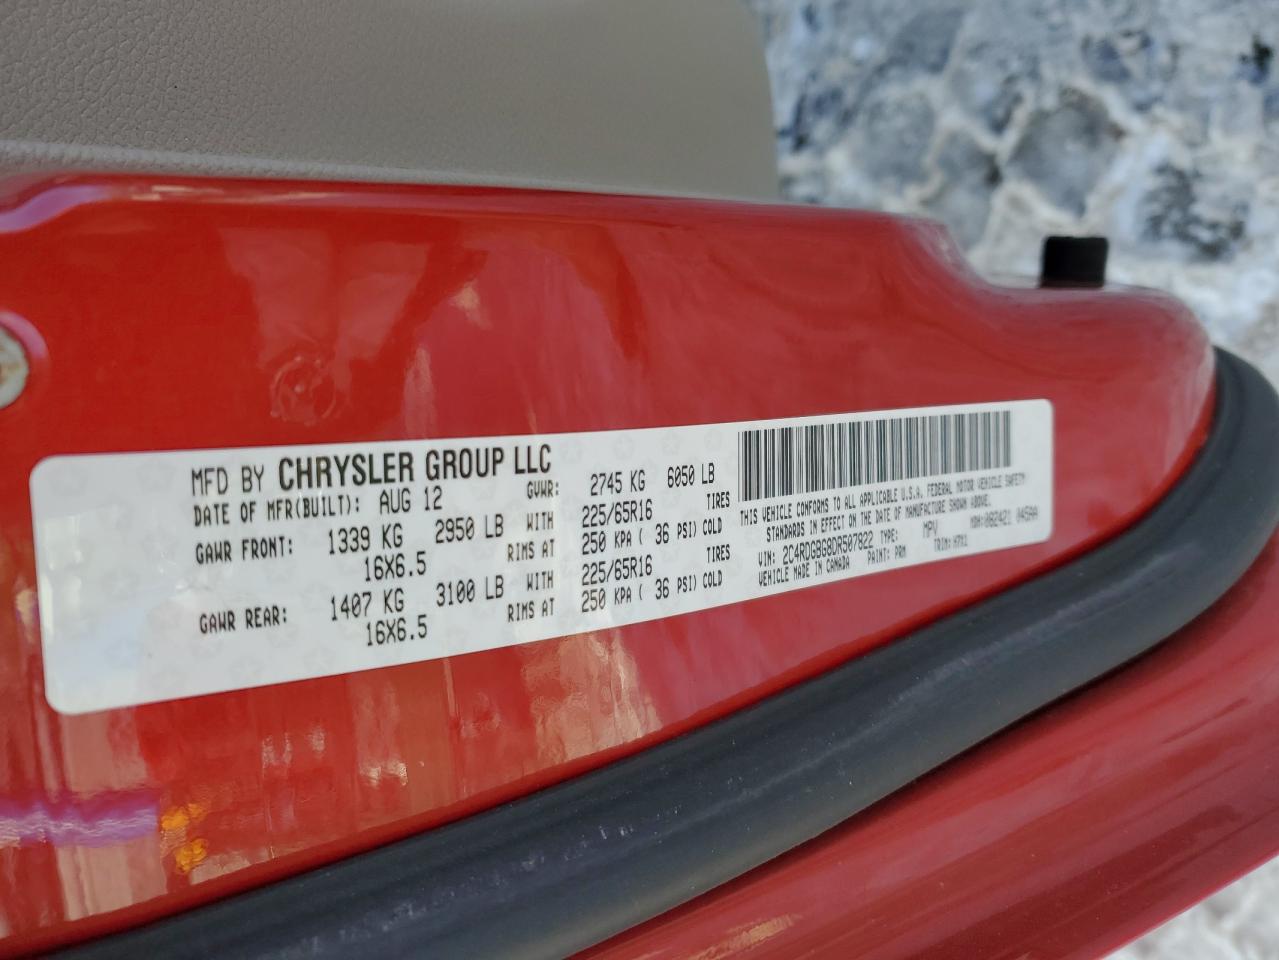 MFD BY CHRYSLER GROUP LLC
DATE OF MFR(BUILT): AUG 12 GVWR: 2745 KG 6050 LB
GAWR FRONT: 1339 KG 2950 LB WITH 225/65R16 TIRES
16X6.5 RIMS AT 250 KPA ( 36 PSI) COLD
GAWR REAR: 1407 KG 3100 LB WITH 225/65R16 TIRES
16X6.5 RIMS AT 250 KPA ( 36 PSI) COLD
THIS VEHICLE CONFORMS TO ALL APPLICABLE U.S.A. FEDERAL MOTOR VEHICLE SAFETY
STANDARDS IN EFFECT ON THE DATE OF MANUFACTURE SHOWN ABOVE.
VIN: 2C4RDGBG8DR507822 TYPE: MPV MDH:082421 045AA
VEHICLE MADE IN CANADA PAINT: PRM TRIM: